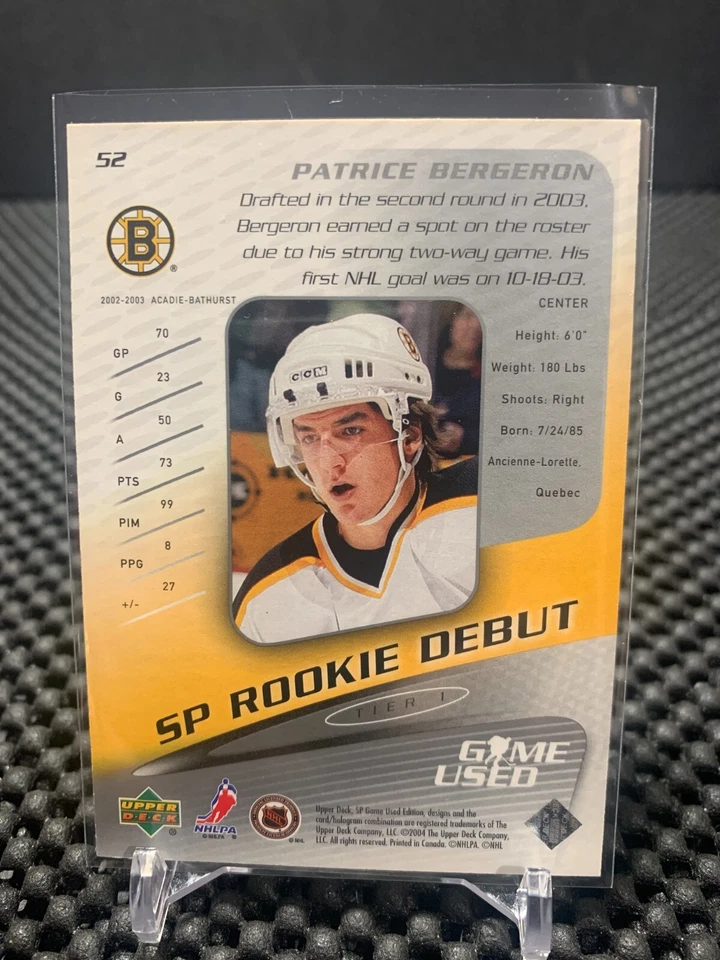 52
PATRICE BERGERON
Drafted in the second round in 2003,
Bergeron earned a spot on the roster
due to his strong two-way game. His
first NHL goal was on 10-18-03.
B
®
2002-2003 ACADIE-BATHURST
GP 70
G 23
A 50
PTS 73
PIM 99
PPG 8
+/- 27
CENTER
Height: 6'0"
Weight: 180 Lbs
Shoots: Right
Born: 7/24/85
Ancienne-Lorette,
Quebec
CCM
B
SP ROOKIE DEBUT
TIER 1
GAME
USED
UPPER
DECK
®
NHLPA
© NHLPA ®
NHL
© NHL
Upper Deck, SP Game Used Edition, designs and the
card/hologram combination are registered trademarks of The
Upper Deck Company, LLC. ©2004 The Upper Deck Company,
LLC. All rights reserved. Printed in Canada. ©NHLPA. ©NHL